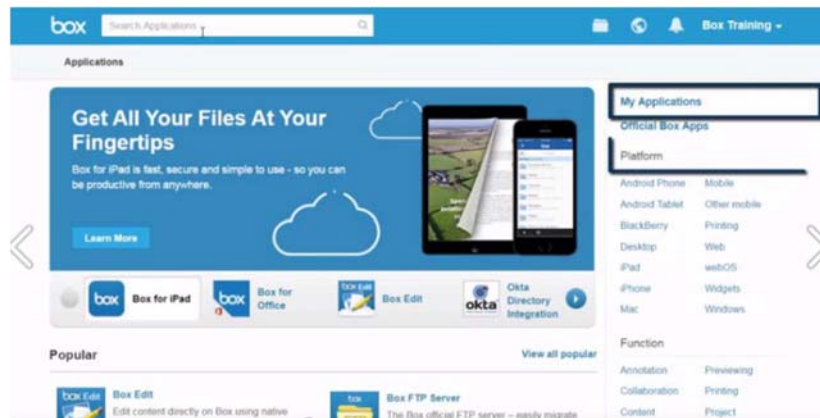 box Search Applications Box Training
Applications
Get All Your Files At Your
Fingertips
Box for iPad is fast, secure and simple to use - so you can
be productive from anywhere.
Learn More
box Box for iPad
box Box for
Office
box Edit Box Edit
okta Okta
Directory
Integration
Popular View all popular
box Edit Box Edit
Edit content directly on Box using native
box Box FTP Server
The Box official FTP server – easily migrate
My Applications
Official Box Apps
Platform
Android Phone Mobile
Android Tablet Other mobile
BlackBerry Printing
Desktop Web
iPad webOS
iPhone Widgets
Mac Windows
Function
Annotation Previewing
Collaboration Printing
Content Project